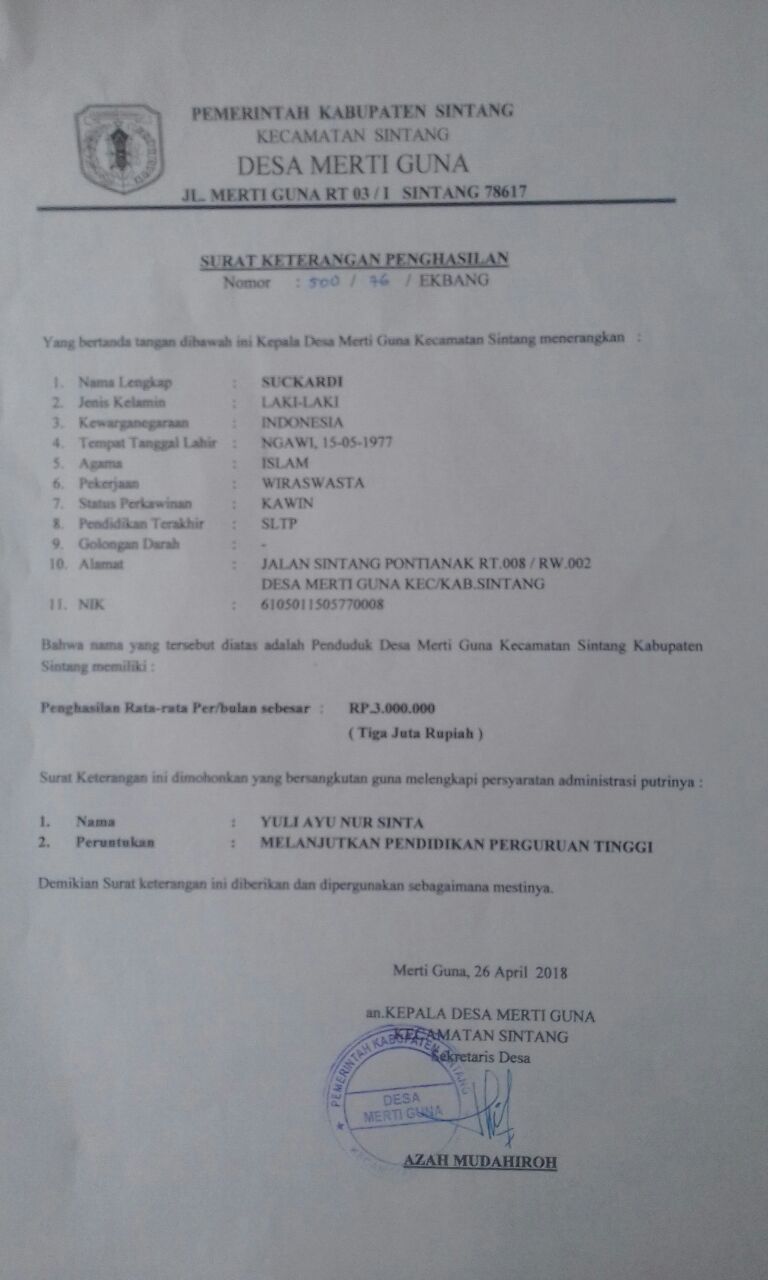 PEMERINTAH KABUPATEN SINTANG
KECAMATAN SINTANG
DESA MERTI GUNA
JL. MERTI GUNA RT 03 / I SINTANG 78617
SURAT KETERANGAN PENGHASILAN
Nomor : 500 / 76 / EKBANG
Yang bertanda tangan dibawah ini Kepala Desa Merti Guna Kecamatan Sintang menerangkan :
1. Nama Lengkap : SUCKARDI
2. Jenis Kelamin : LAKI-LAKI
3. Kewarganegaraan : INDONESIA
4. Tempat Tanggal Lahir : NGAWI, 15-05-1977
5. Agama : ISLAM
6. Pekerjaan : WIRASWASTA
7. Status Perkawinan : KAWIN
8. Pendidikan Terakhir : SLTP
9. Golongan Darah : -
10. Alamat : JALAN SINTANG PONTIANAK RT.008 / RW.002
DESA MERTI GUNA KEC/KAB.SINTANG
11. NIK : 6105011505770008
Bahwa nama yang tersebut diatas adalah Penduduk Desa Merti Guna Kecamatan Sintang Kabupaten
Sintang memiliki :
Penghasilan Rata-rata Per/bulan sebesar : RP.3.000.000
( Tiga Juta Rupiah )
Surat Keterangan ini dimohonkan yang bersangkutan guna melengkapi persyaratan administrasi putrinya :
1. Nama : YULI AYU NUR SINTA
2. Peruntukan : MELANJUTKAN PENDIDIKAN PERGURUAN TINGGI
Demikian Surat keterangan ini diberikan dan dipergunakan sebagaimana mestinya.
Merti Guna, 26 April 2018
an.KEPALA DESA MERTI GUNA
KECAMATAN SINTANG
Sekretaris Desa
PEMERINTAH KABUPATEN SINTANG
DESA
MERTI GUNA
AZAH MUDAHIROH